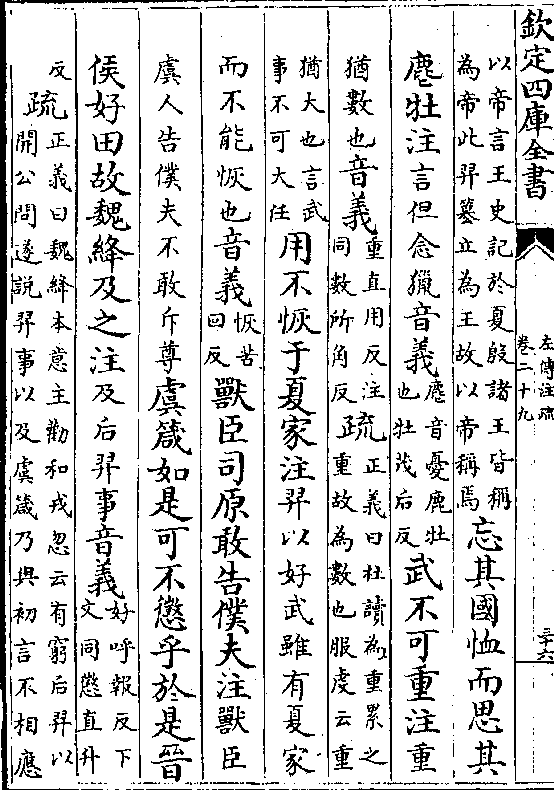 欽定四庫全書
左傳注疏
卷二十九
三六
以帝言王史記於夏殷諸王皆稱
為帝此羿簒立為王故以帝稱焉
忘其國恤而思其
麀牡注言但念獵音義
麀音憂鹿牡
也牡茂后反
武不可重注重
猶數也音義
重直用反注
同數所角反
疏
正義曰杜讀為重累之
重故為數也服虔云重
猶大也言武
事不可大任
用不恢于夏家注羿以好武雖有夏家
而不能恢也音義
恢苦
回反
獸臣司原敢告僕夫注獸臣
虞人告僕夫不敢斥尊
虞箴如是可不懲乎於是晉
侯好田故魏絳及之注及后羿事音義
好呼報反下
文同懲直升
反
疏
正義曰魏絳本意主勸和戎忽云有窮后羿以
開公問遂説羿事以及虞箴乃與初言不相應